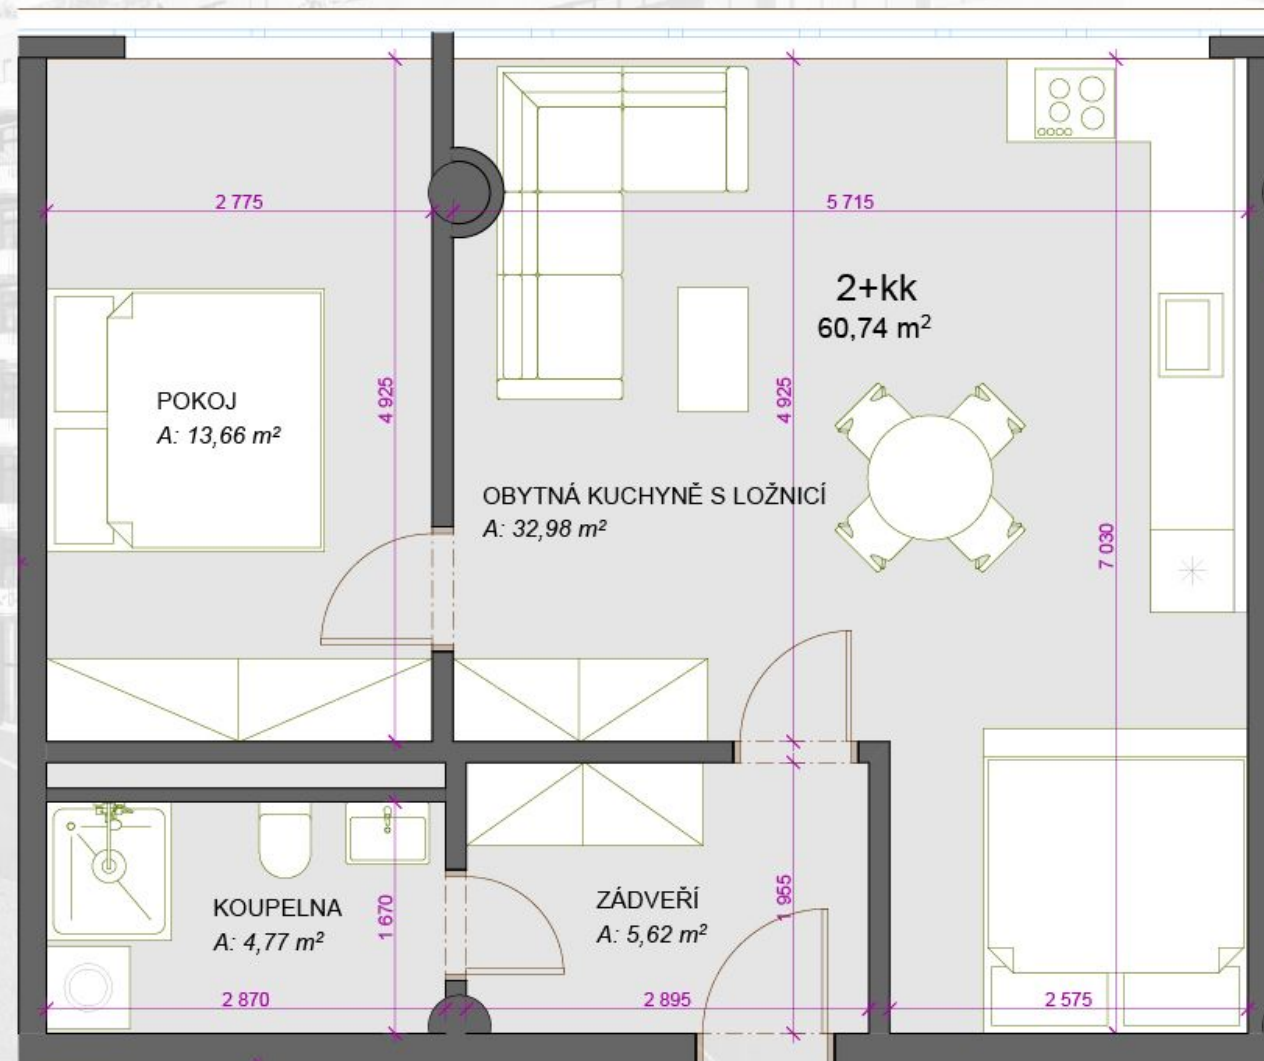 2 775
5 715
2+kk
60,74 m²
4 925
4 925
POKOJ
A: 13,66 m²
OBYTNÁ KUCHYNĚ S LOŽNICÍ
A: 32,98 m²
7 030
KOUPELNA
A: 4,77 m²
1 670
ZÁDVEŘÍ
A: 5,62 m²
1 955
2 870
2 895
2 575